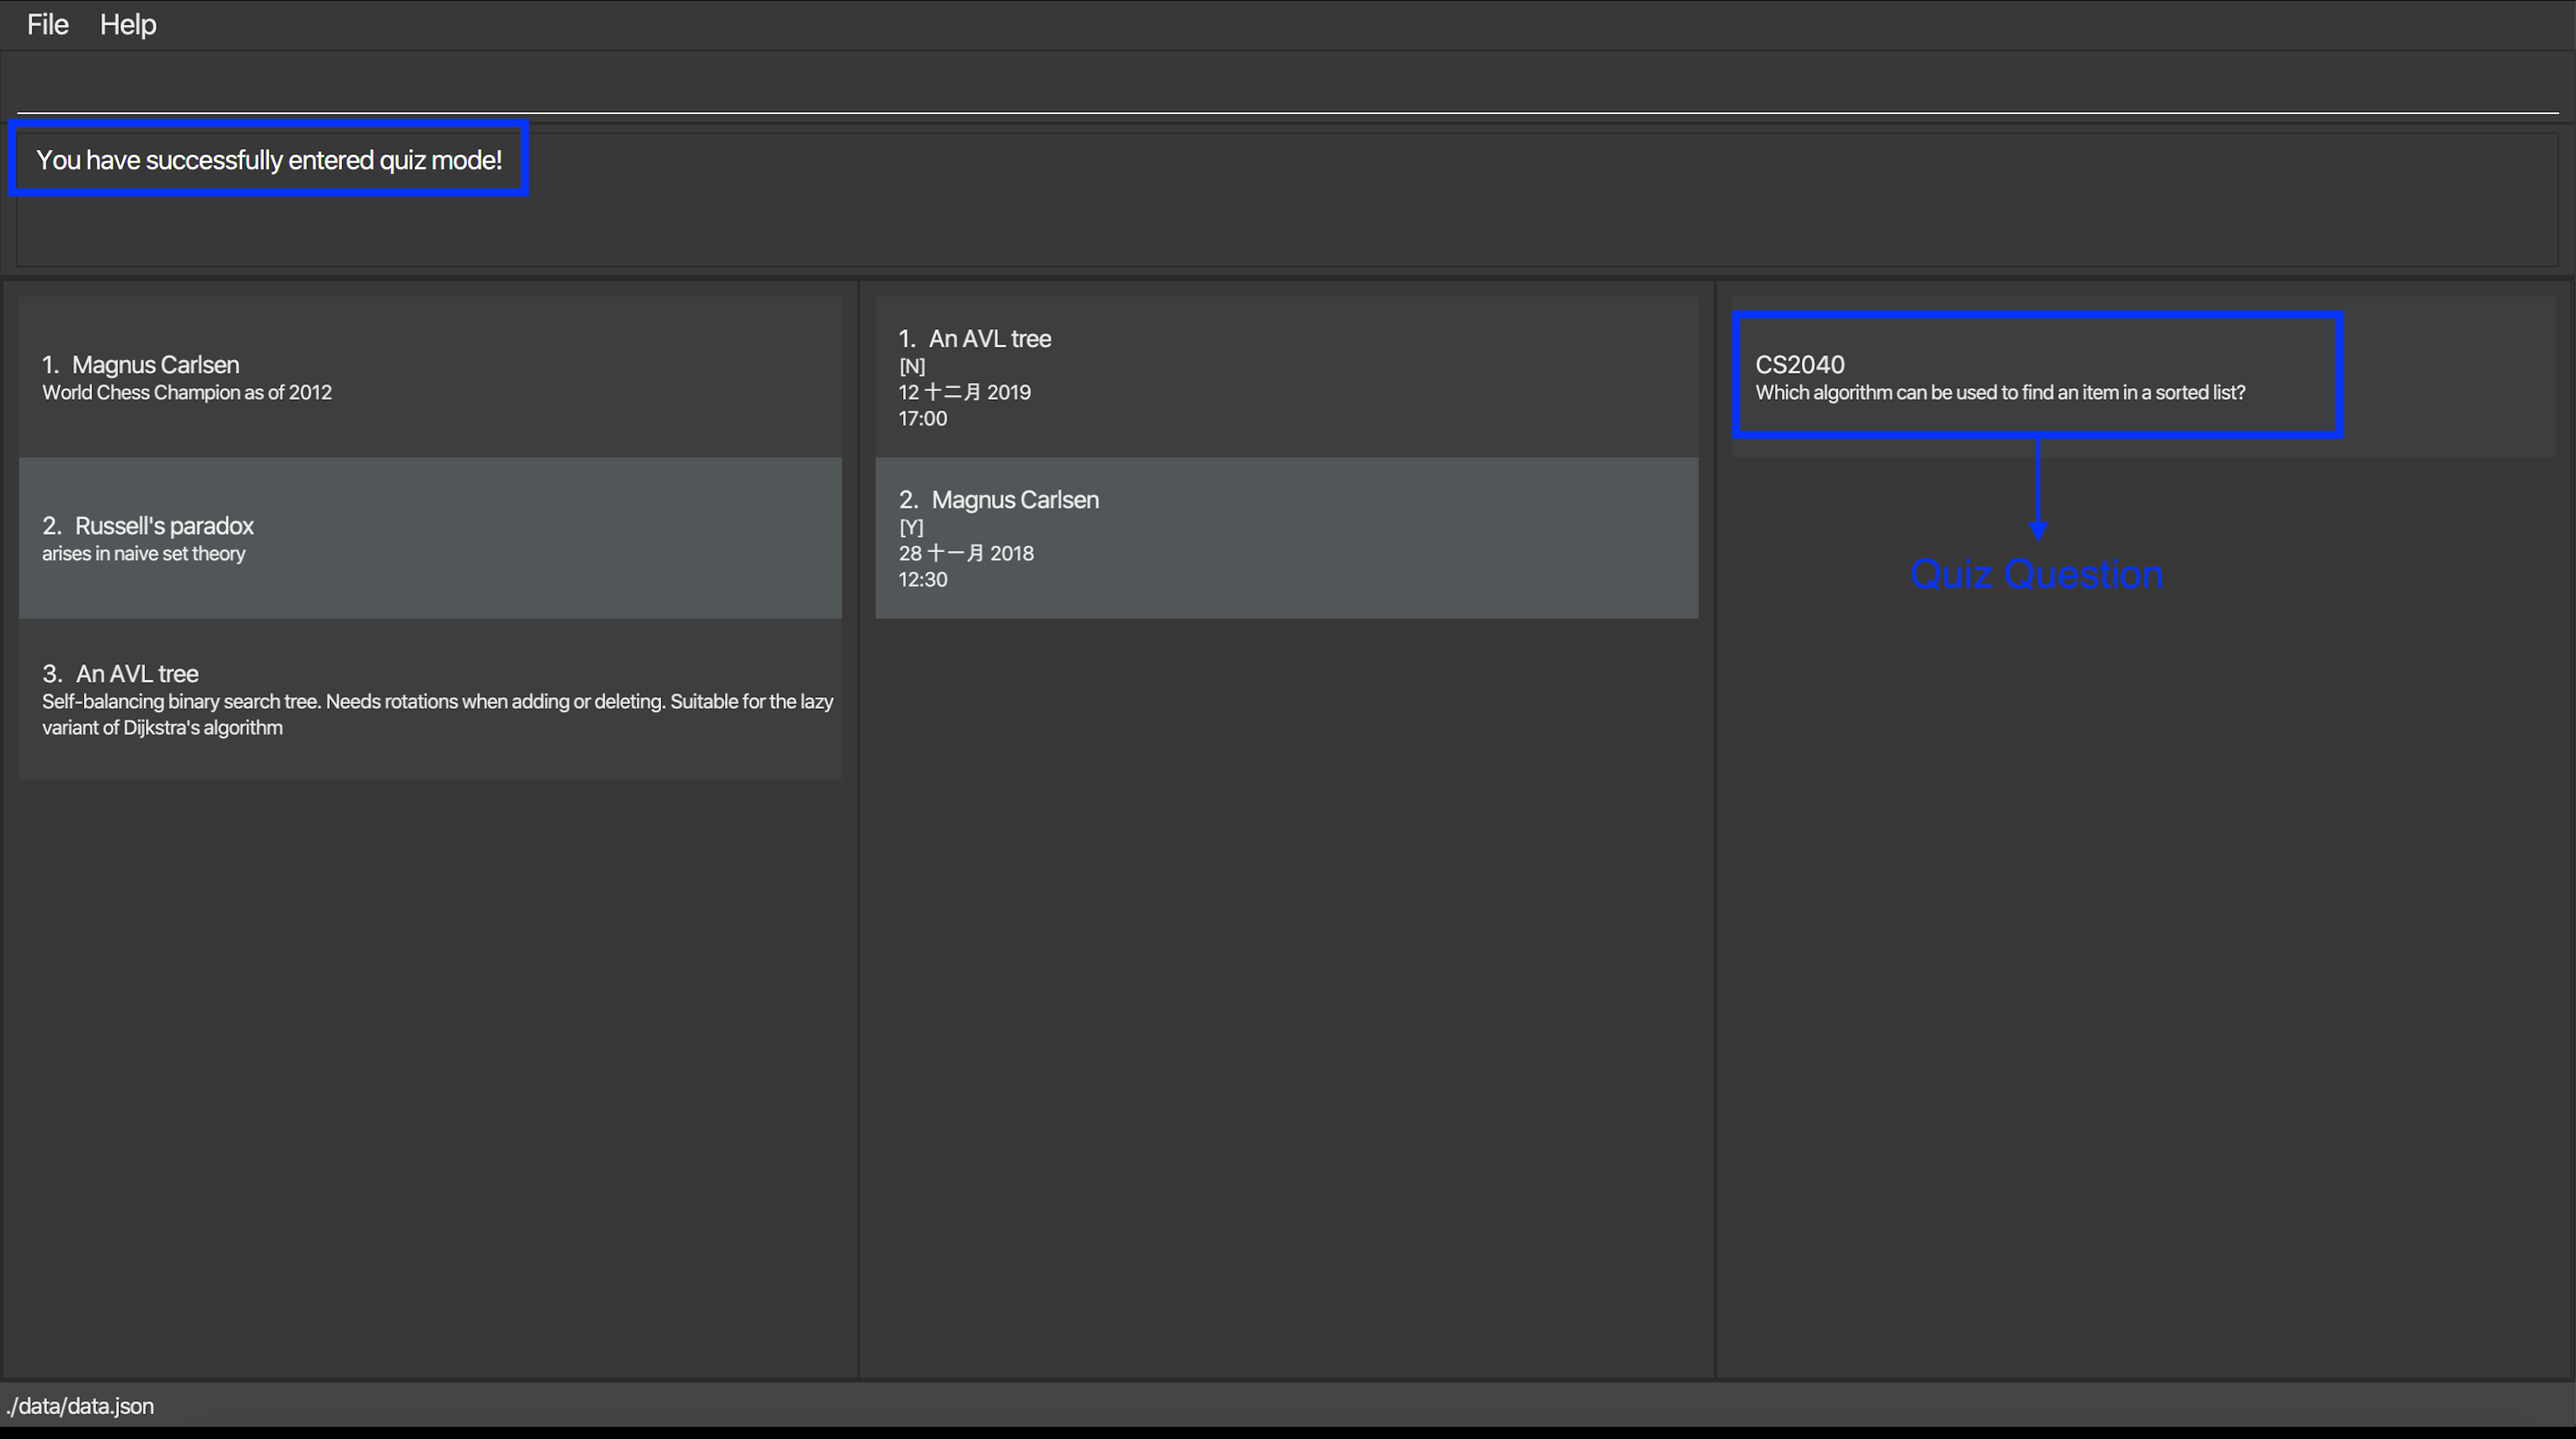 File Help
You have successfully entered quiz mode!
1. Magnus Carlsen
World Chess Champion as of 2012
2. Russell's paradox
arises in naive set theory
3. An AVL tree
Self-balancing binary search tree. Needs rotations when adding or deleting. Suitable for the lazy
variant of Dijkstra's algorithm
1. An AVL tree
[N]
12 十二月 2019
17:00
2. Magnus Carlsen
[Y]
28 十一月 2018
12:30
CS2040
Which algorithm can be used to find an item in a sorted list?
Quiz Question
./data/data.json